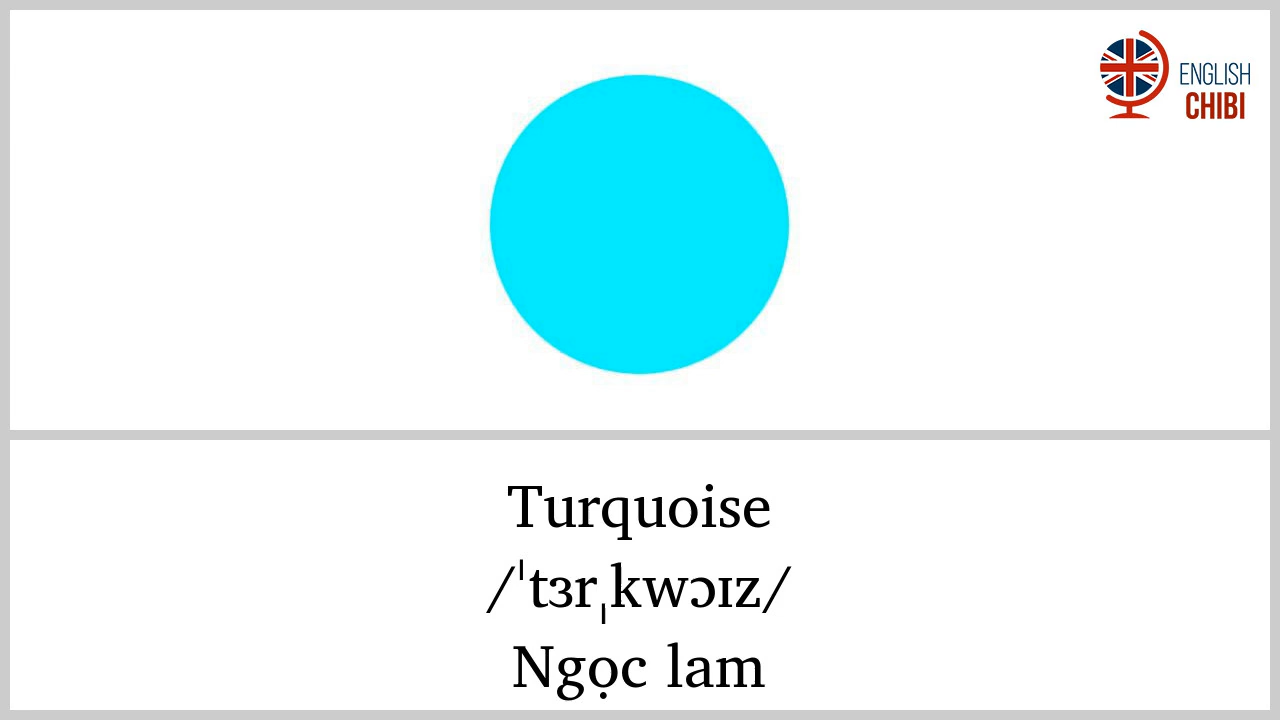 ENGLISH
CHIBI
Turquoise
/ˈtɜrˌkwɔɪz/
Ngọc lam